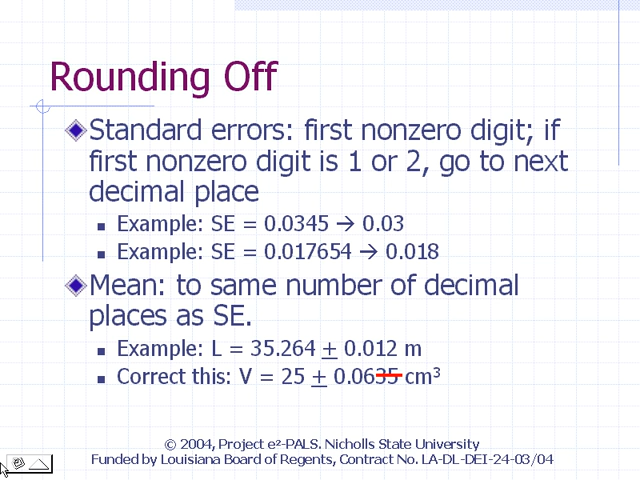 Rounding Off
Standard errors: first nonzero digit; if
first nonzero digit is 1 or 2, go to next
decimal place
Example: SE = 0.0345 → 0.03
Example: SE = 0.017654 → 0.018
Mean: to same number of decimal
places as SE.
Example: L = 35.264 ± 0.012 m
Correct this: V = 25 ± 0.0635 cm³
© 2004, Project e²-PALS. Nicholls State University
Funded by Louisiana Board of Regents, Contract No. LA-DL-DEI-24-03/04